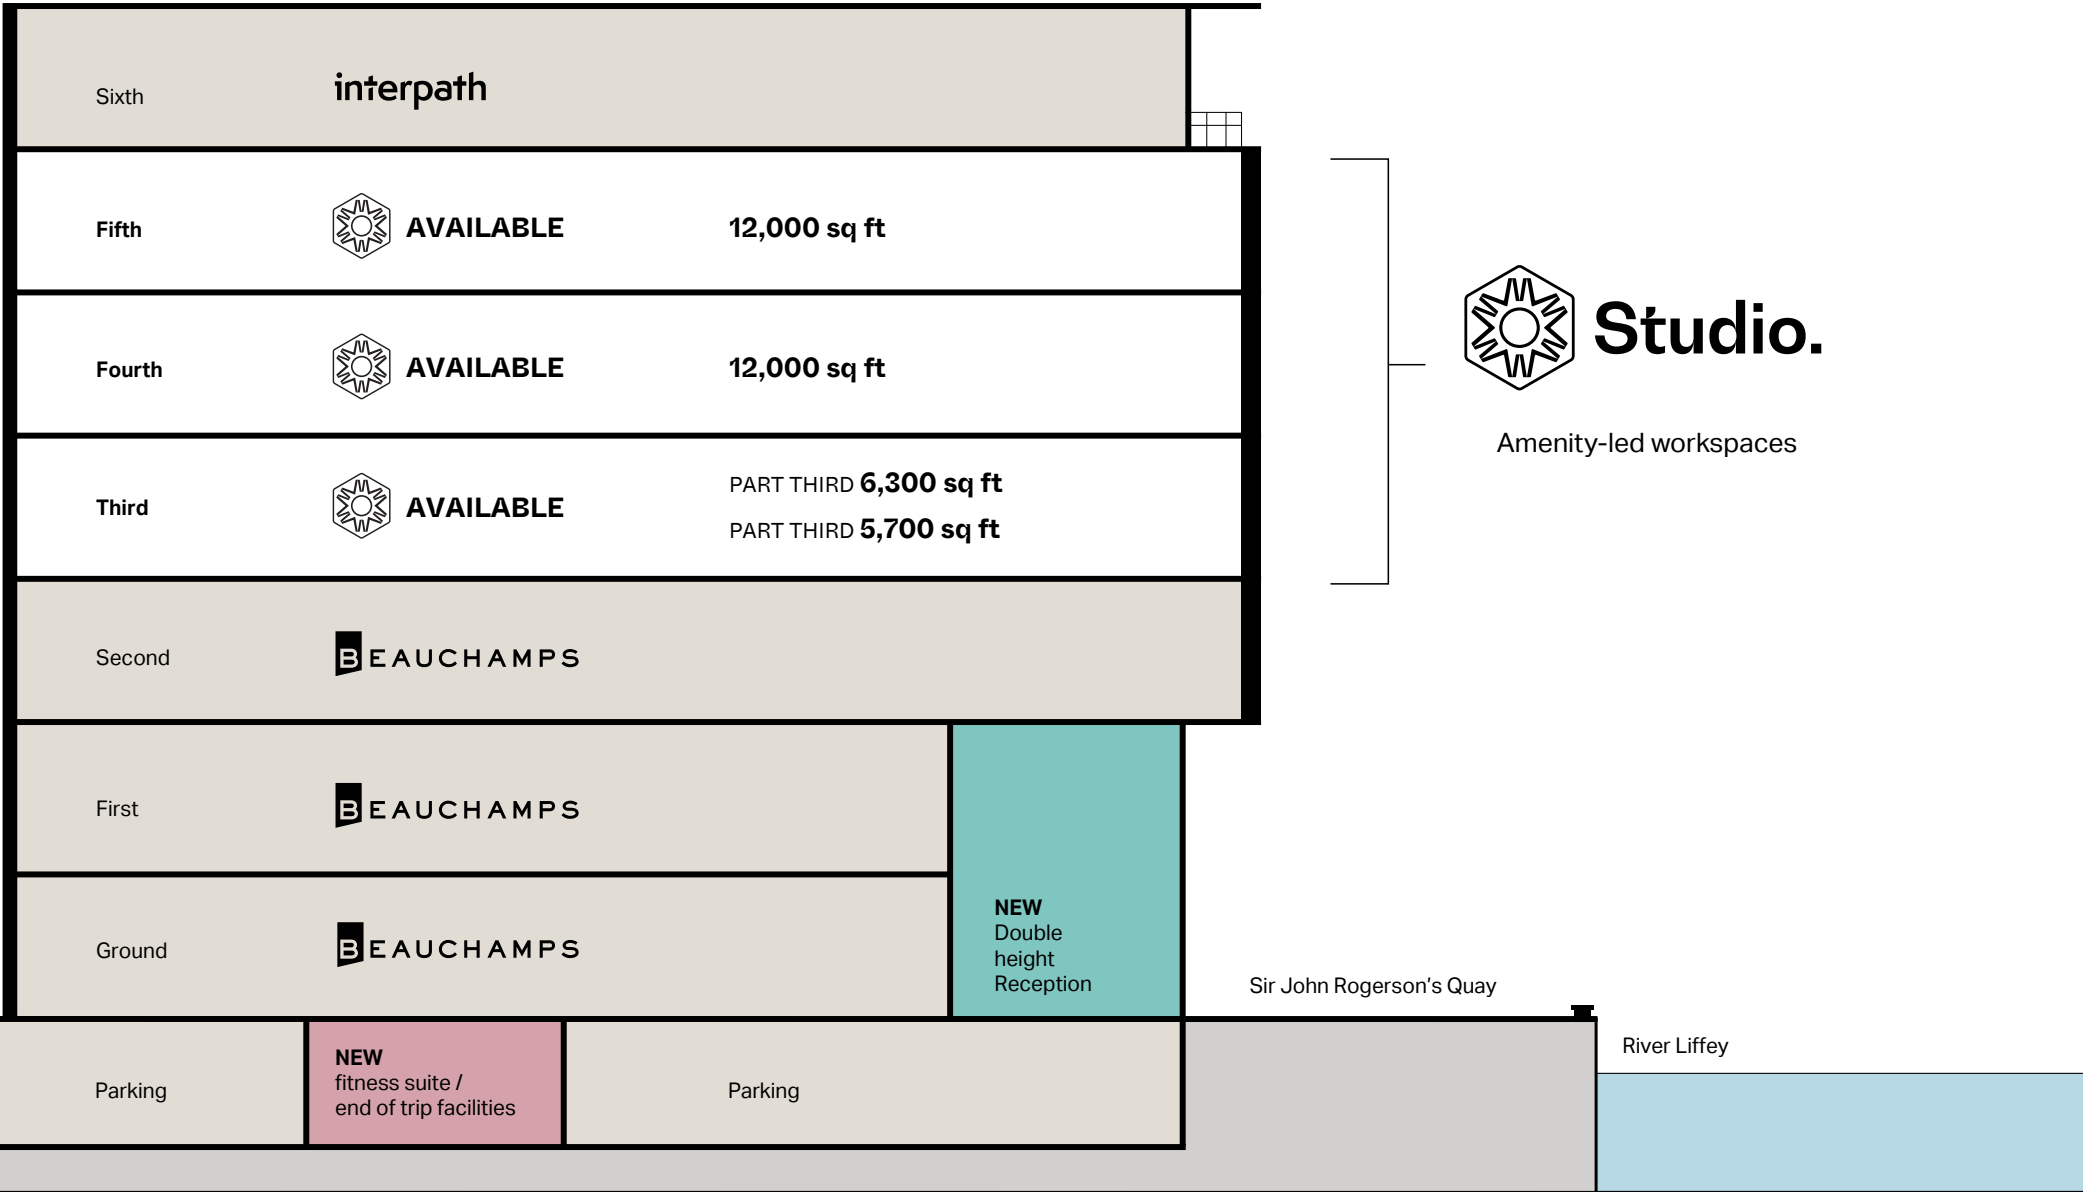 Sixth
interpath
Fifth
AVAILABLE
12,000 sq ft
Fourth
AVAILABLE
12,000 sq ft
Third
AVAILABLE
PART THIRD 6,300 sq ft
PART THIRD 5,700 sq ft
Studio.
Amenity-led workspaces
Second
BEAUCHAMPS
First
BEAUCHAMPS
Ground
BEAUCHAMPS
NEW
Double
height
Reception
Sir John Rogerson’s Quay
River Liffey
Parking
NEW
fitness suite /
end of trip facilities
Parking